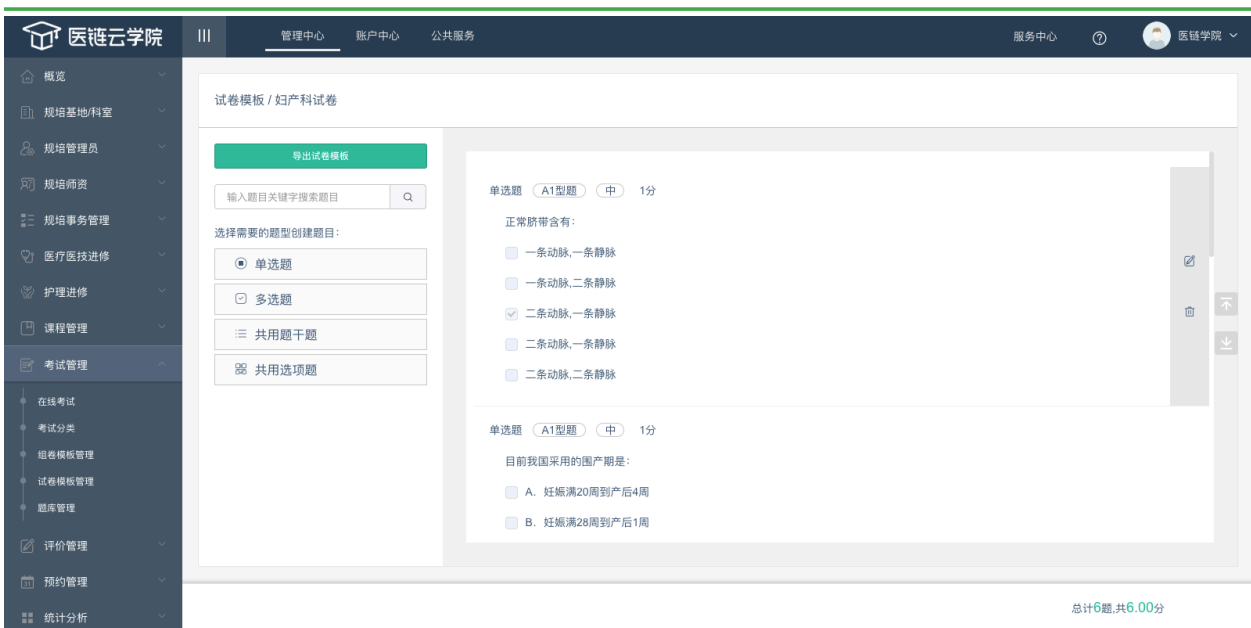 医链云学院
管理中心 账户中心 公共服务
服务中心 医链学院
概览
规培基地/科室
规培管理员
规培师资
规培事务管理
医疗医技进修
护理进修
课程管理
考试管理
在线考试
考试分类
组卷模板管理
试卷模板管理
题库管理
评价管理
预约管理
统计分析
试卷模板 / 妇产科试卷
导出试卷模板
输入题目关键字搜索题目
选择需要的题型创建题目:
单选题
多选题
共用题干题
共用选项题
单选题 A1型题 中 1分
正常脐带含有:
一条动脉,一条静脉
一条动脉,二条静脉
二条动脉,一条静脉
二条动脉,一条静脉
二条动脉,二条静脉
单选题 A1型题 中 1分
目前我国采用的围产期是:
A. 妊娠满20周到产后4周
B. 妊娠满28周到产后1周
总计6题,共6.00分